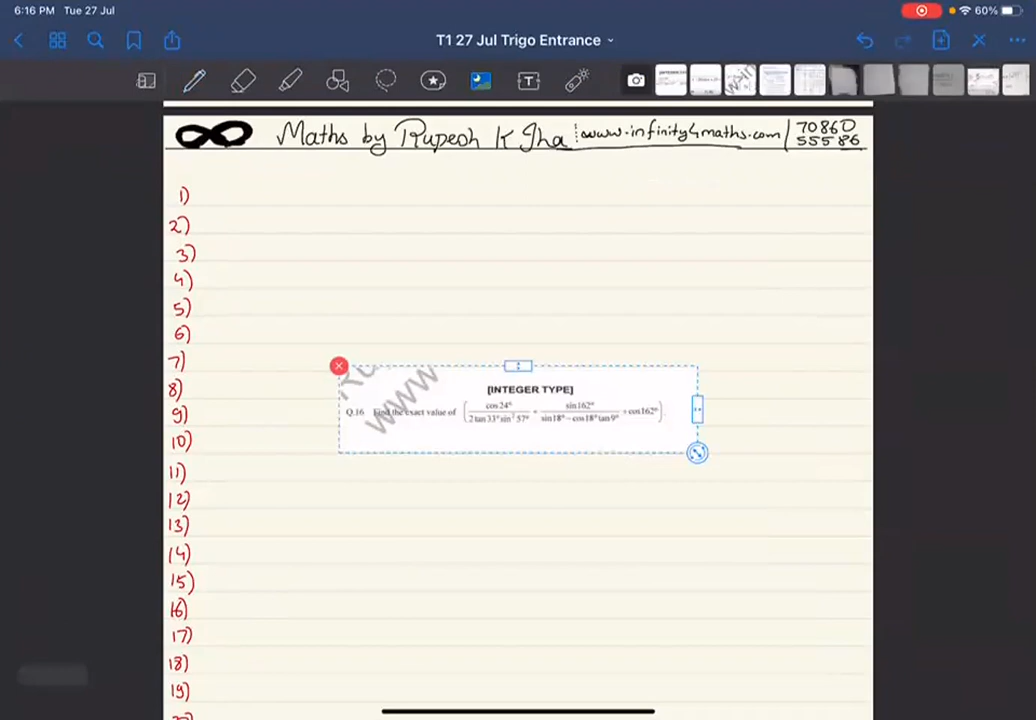 6:16 PM Tue 27 Jul
60%
T1 27 Jul Trigo Entrance
T
∞ Maths by Rupesh K Jha www.infinity4maths.com 70860 55586
1)
2)
3)
4)
5)
6)
7)
8)
9)
10)
11)
12)
13)
14)
15)
16)
17)
18)
19)
WWW
[INTEGER TYPE]
Q.16 Find the exact value of (cos 24° / 2 tan 33° sin² 57° + sin 162° / sin 18° – cos 18° tan 9° + cos 162°)